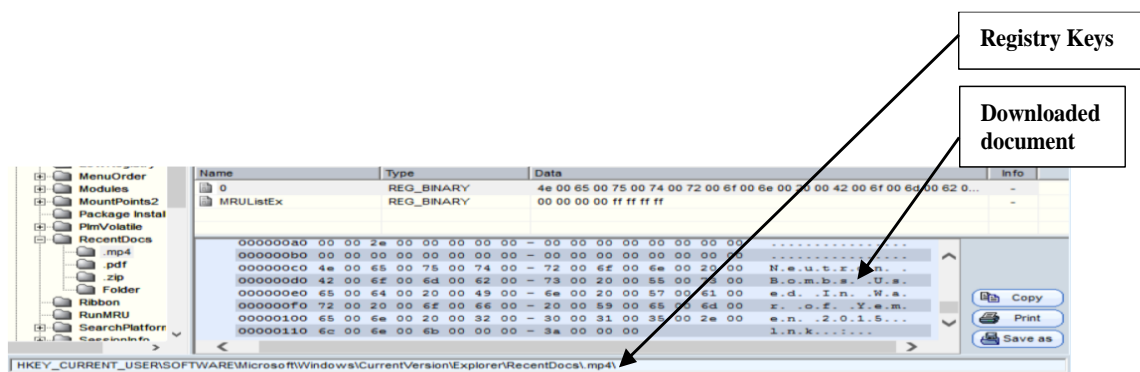 Registry Keys
Downloaded
document
Name Type Data Info
MenuOrder
Modules
MountPoints2
Package Instal
PlmVolatile
RecentDocs
.mp4
.pdf
.zip
Folder
Ribbon
RunMRU
SearchPlatforr
SessionInfo
0 REG_BINARY 4e 00 65 00 75 00 74 00 72 00 6f 00 6e 00 20 00 42 00 6f 00 6d 00 62 0... -
MRUListEx REG_BINARY 00 00 00 00 ff ff ff ff -
000000a0 00 00 2e 00 00 00 00 00 - 00 00 00 00 00 00 00 00 ................
000000b0 00 00 00 00 00 00 00 00 - 00 00 00 00 00 00 00 00 ................
000000c0 4e 00 65 00 75 00 74 00 - 72 00 6f 00 6e 00 20 00 N.e.u.t.r.o.n. .
000000d0 42 00 6f 00 6d 00 62 00 - 73 00 20 00 55 00 73 00 B.o.m.b.s. .U.s.
000000e0 65 00 64 00 20 00 49 00 - 6e 00 20 00 57 00 61 00 e.d. .I.n. .W.a.
000000f0 72 00 20 00 6f 00 66 00 - 20 00 59 00 65 00 6d 00 r. .o.f. .Y.e.m.
00000100 65 00 6e 00 20 00 32 00 - 30 00 31 00 35 00 2e 00 e.n. .2.0.1.5...
00000110 6c 00 6e 00 6b 00 00 00 - 3a 00 00 00 l.n.k...:...
Copy
Print
Save as
HKEY_CURRENT_USER\SOFTWARE\Microsoft\Windows\CurrentVersion\Explorer\RecentDocs\.mp4\